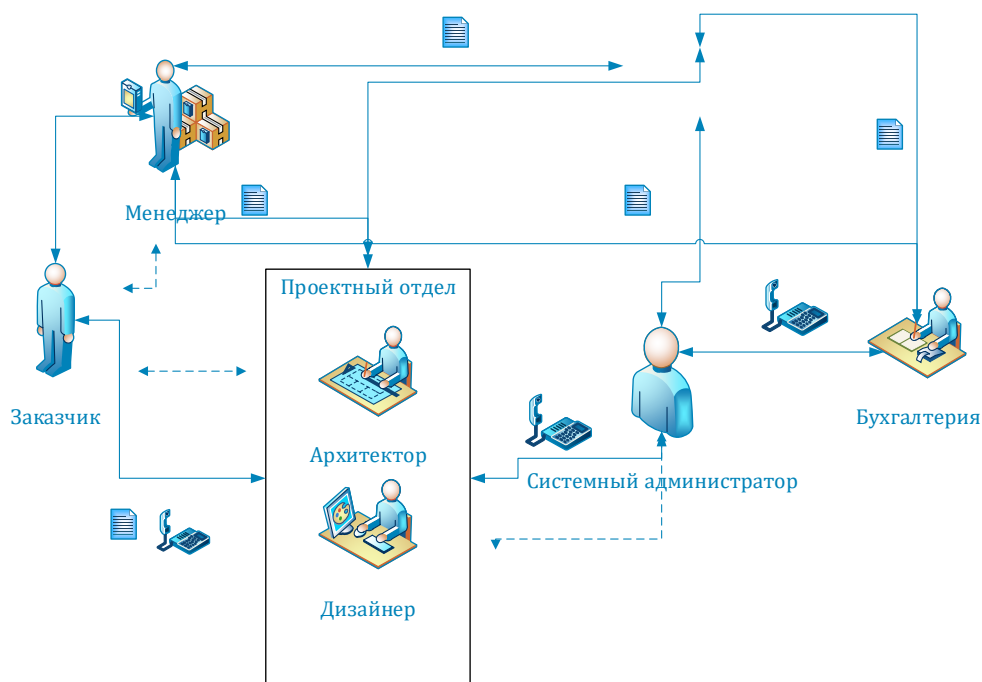 Менеджер
Проектный отдел
Заказчик
Архитектор
Бухгалтерия
Системный администратор
Дизайнер